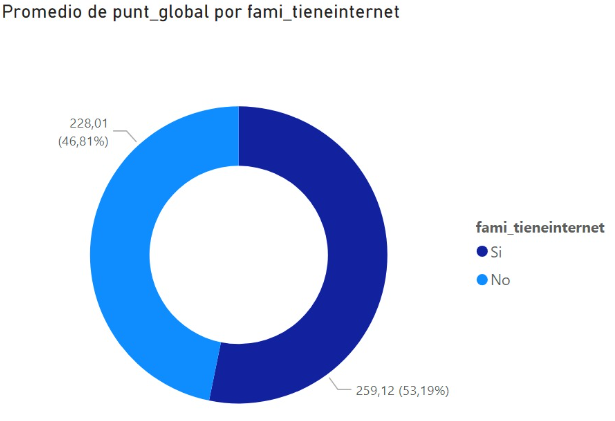 Promedio de punt_global por fami_tieneinternet
228,01
(46,81%)
fami_tieneinternet
Si
No
259,12 (53,19%)